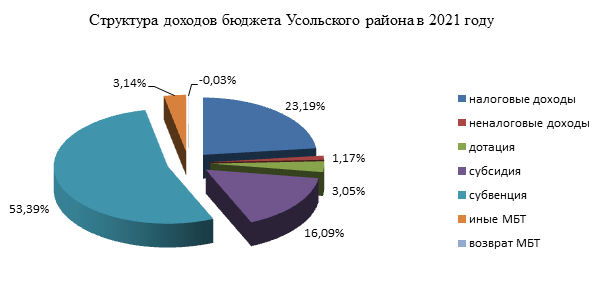 Структура доходов бюджета Усольского района в 2021 году
3,14%
-0,03%
23,19%
1,17%
3,05%
16,09%
53,39%
налоговые доходы
неналоговые доходы
дотация
субсидия
субвенция
иные МБТ
возврат МБТ